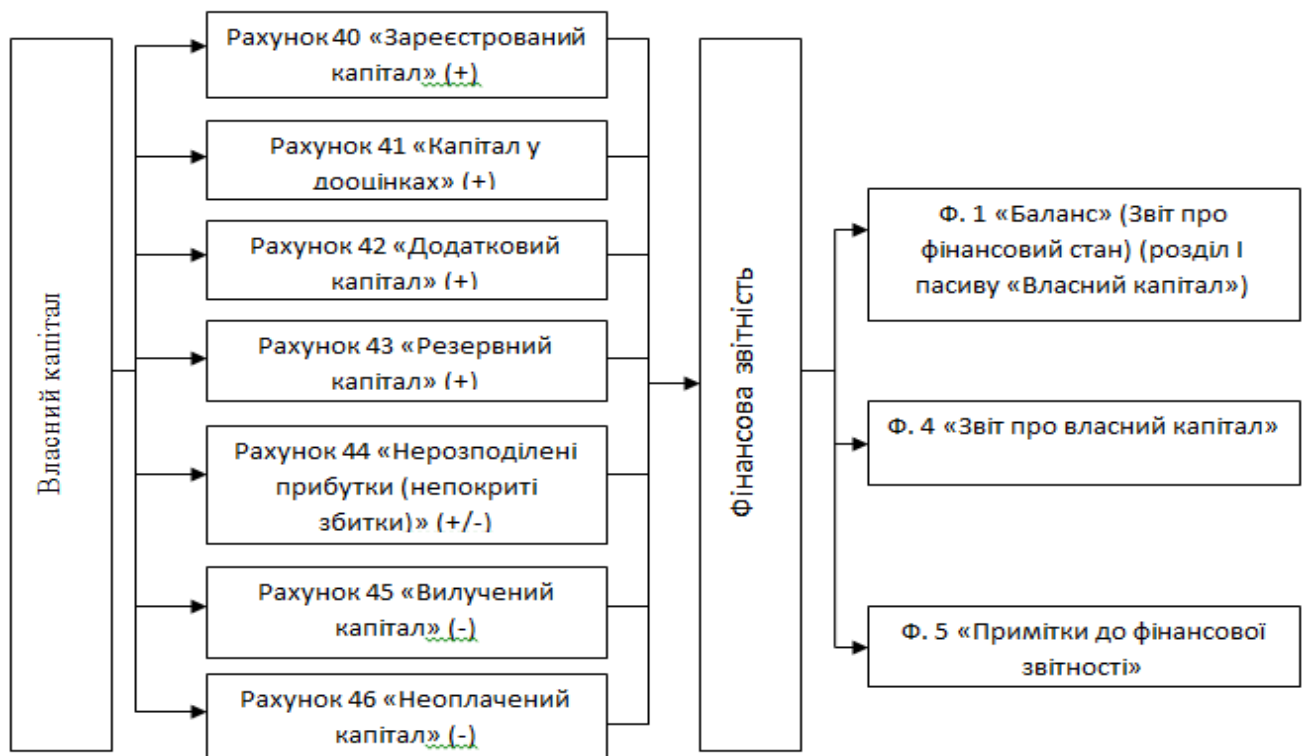 Власний капітал
Рахунок 40 «Зареєстрований
капітал» (+)
Рахунок 41 «Капітал у
дооцінках» (+)
Рахунок 42 «Додатковий
капітал» (+)
Рахунок 43 «Резервний
капітал» (+)
Рахунок 44 «Нерозподілені
прибутки (непокриті
збитки)» (+/-)
Рахунок 45 «Вилучений
капітал» (-)
Рахунок 46 «Неоплачений
капітал» (-)
Фінансова звітність
Ф. 1 «Баланс» (Звіт про
фінансовий стан) (розділ І
пасиву «Власний капітал»)
Ф. 4 «Звіт про власний капітал»
Ф. 5 «Примітки до фінансової
звітності»